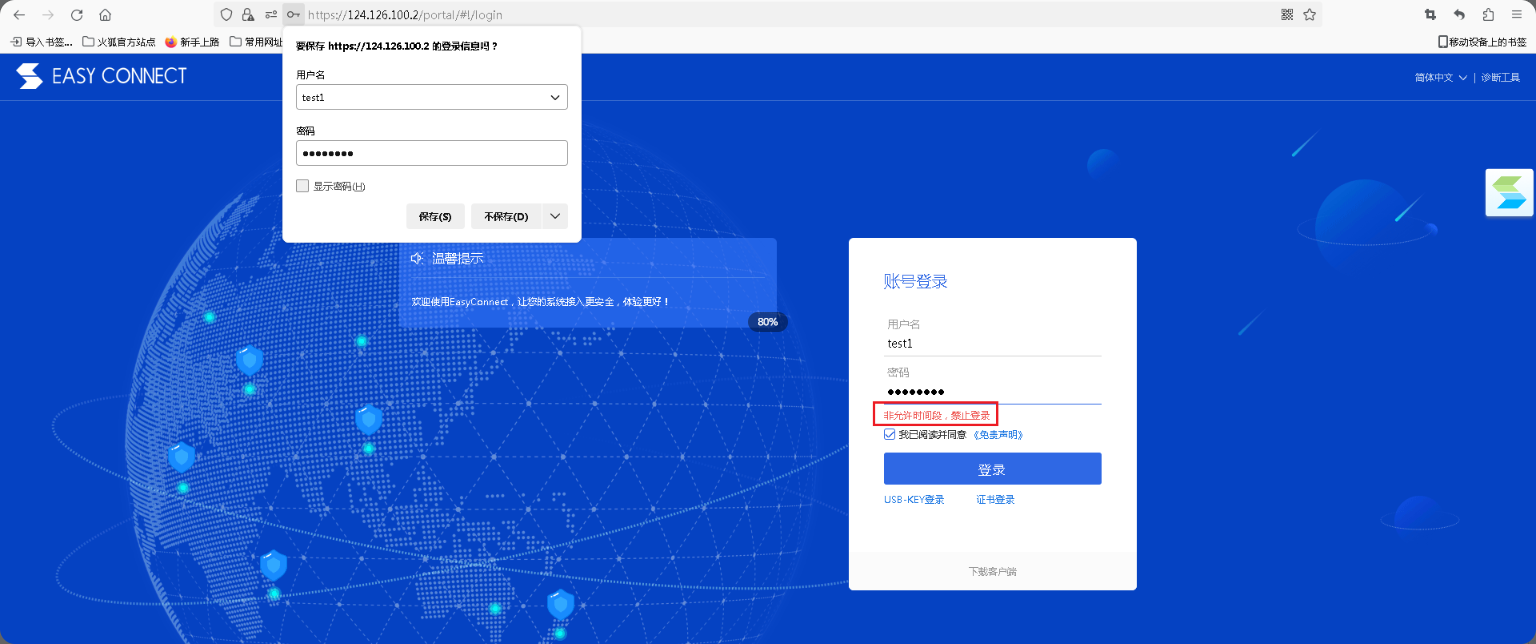 https://124.126.100.2/portal/#!/login
导入书签... 火狐官方站点 新手上路 常用网址 移动设备上的书签
要保存 https://124.126.100.2 的登录信息吗？
用户名
test1
密码
●●●●●●●●
显示密码(H)
保存(S) 不保存(D)
EASY CONNECT
简体中文 | 诊断工具
温馨提示
欢迎使用EasyConnect，让您的系统接入更安全，体验更好！
80%
账号登录
用户名
test1
密码
●●●●●●●●
非允许时间段，禁止登录
我已阅读并同意 《免责声明》
登录
USB-KEY登录 证书登录
下载客户端